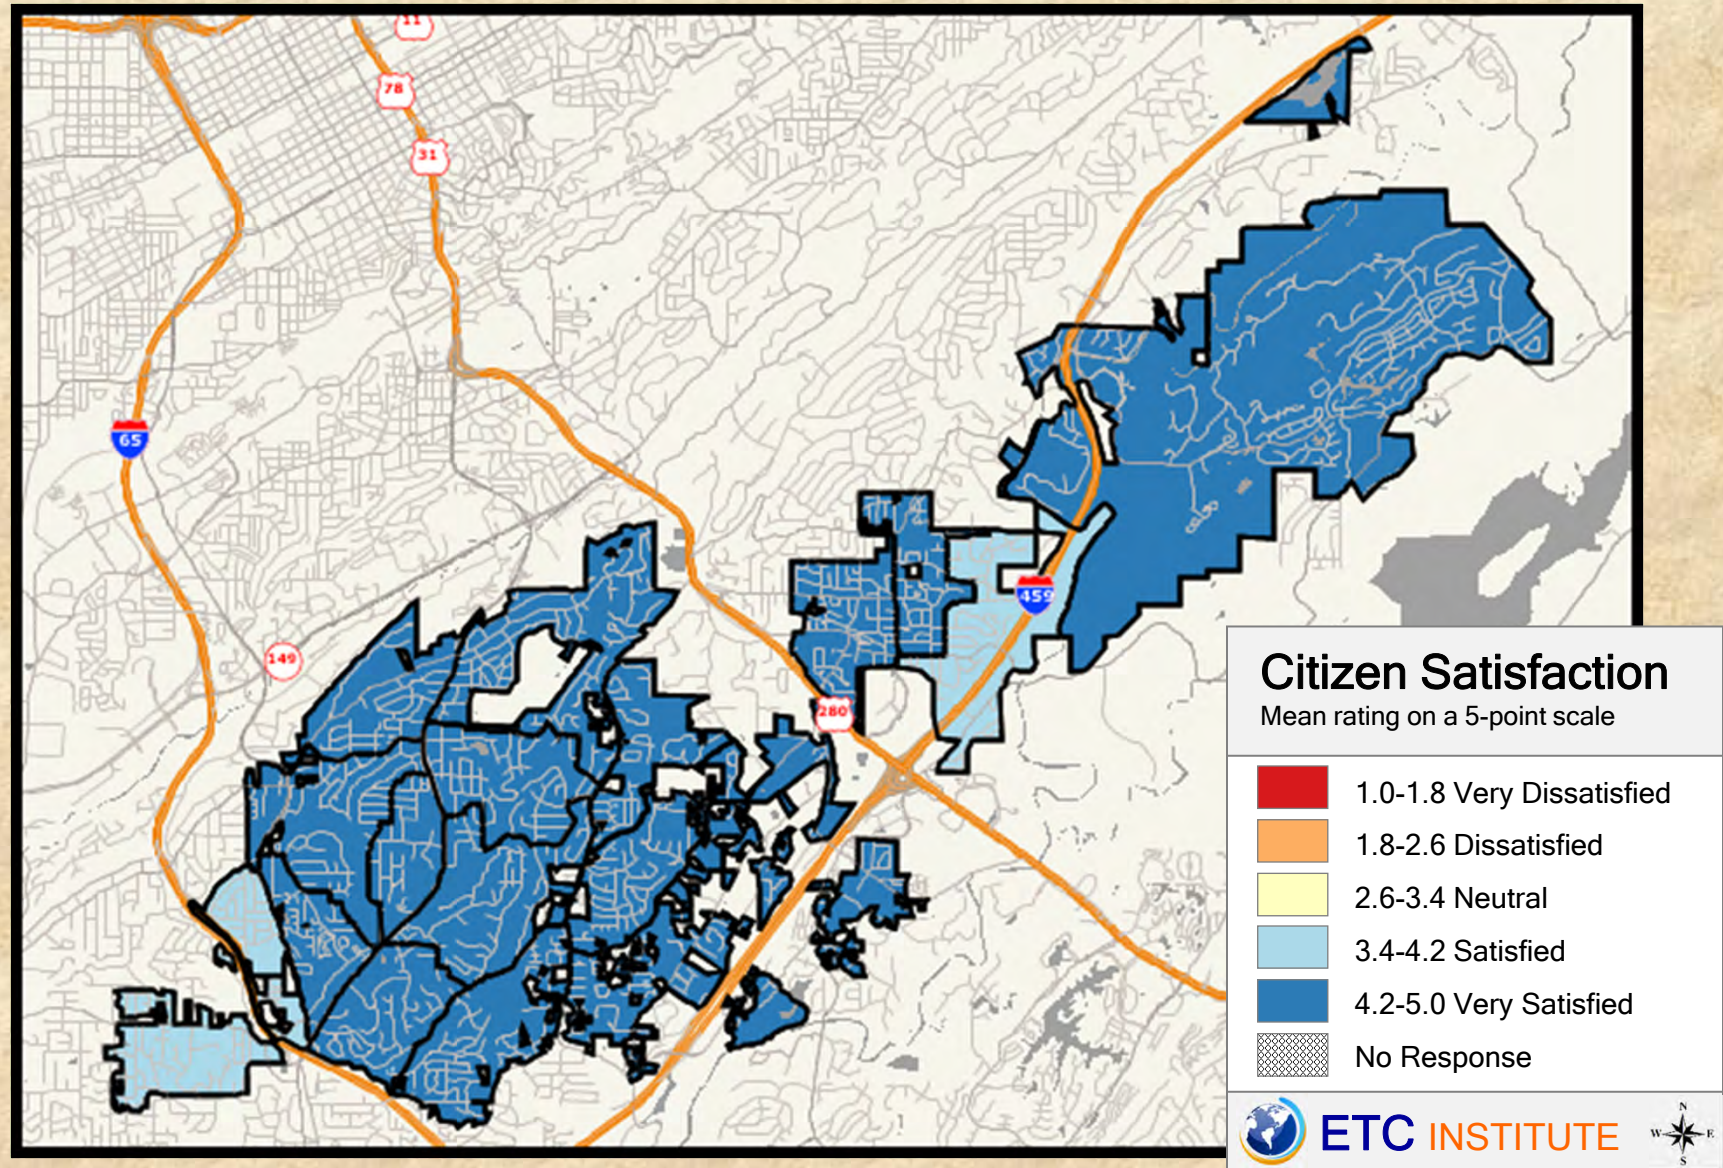 11
78
31
65
149
459
280
Citizen Satisfaction
Mean rating on a 5-point scale
1.0-1.8 Very Dissatisfied
1.8-2.6 Dissatisfied
2.6-3.4 Neutral
3.4-4.2 Satisfied
4.2-5.0 Very Satisfied
No Response
ETC INSTITUTE
N
W E
S